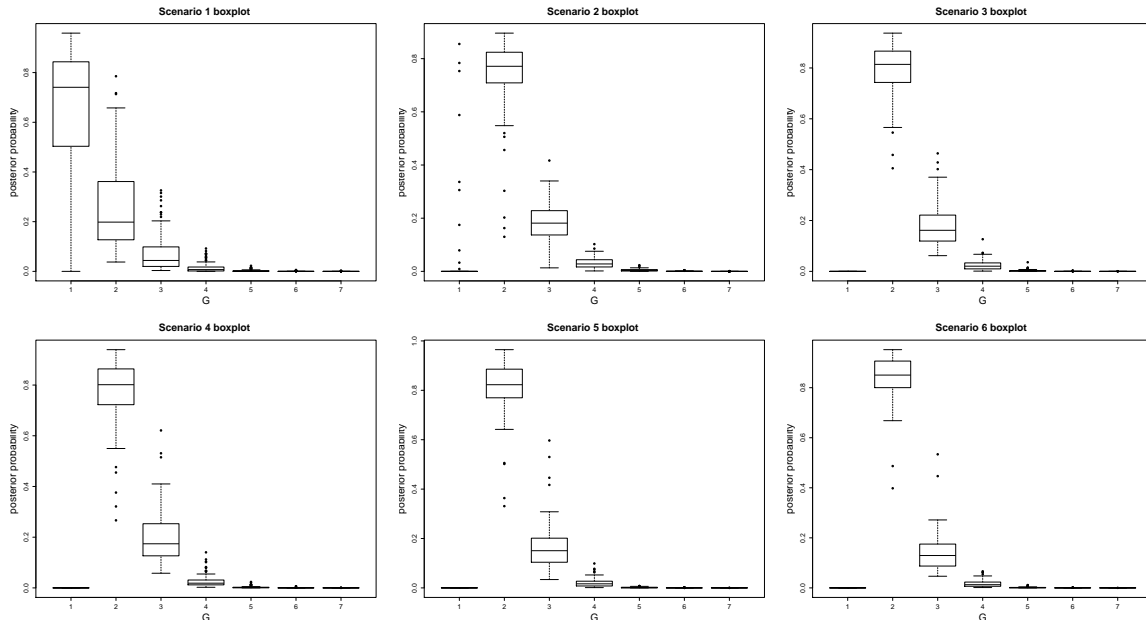 Scenario 1 boxplot
posterior probability
0.0 0.2 0.4 0.6 0.8
1 2 3 4 5 6 7
G
Scenario 2 boxplot
posterior probability
0.0 0.2 0.4 0.6 0.8
1 2 3 4 5 6 7
G
Scenario 3 boxplot
posterior probability
0.0 0.2 0.4 0.6 0.8
1 2 3 4 5 6 7
G
Scenario 4 boxplot
posterior probability
0.0 0.2 0.4 0.6 0.8
1 2 3 4 5 6 7
G
Scenario 5 boxplot
posterior probability
0.0 0.2 0.4 0.6 0.8 1.0
1 2 3 4 5 6 7
G
Scenario 6 boxplot
posterior probability
0.0 0.2 0.4 0.6 0.8
1 2 3 4 5 6 7
G